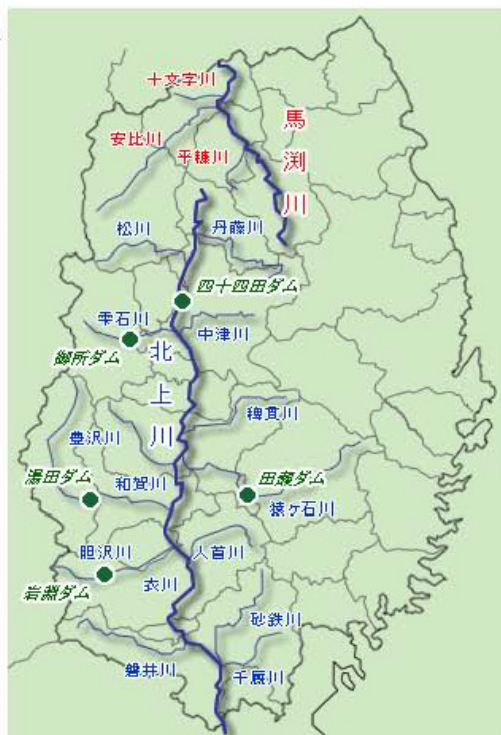 十文字川
安比川
平糠川
馬渕川
松川
丹藤川
四十四田ダム
雫石川
中津川
御所ダム
北上川
稗貫川
豊沢川
田瀬ダム
湯田ダム
和賀川
猿ヶ石川
胆沢川
人首川
岩淵ダム
衣川
砂鉄川
磐井川
千厩川